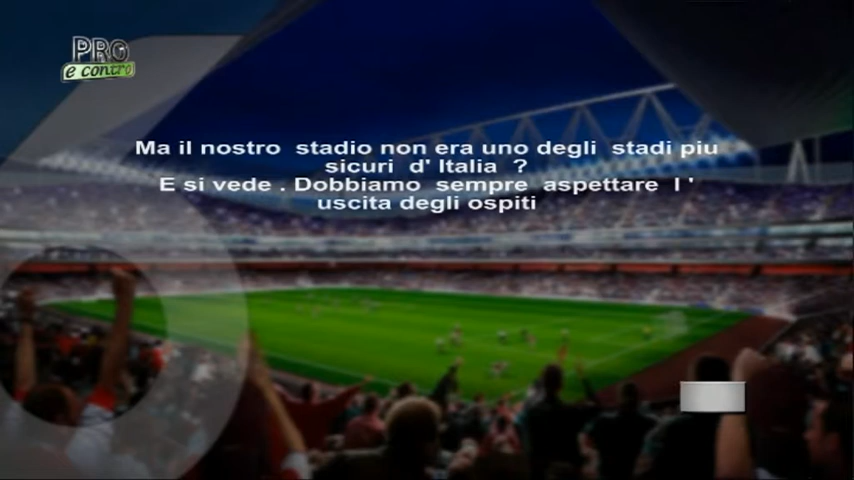 PRO
e contro
Ma il nostro stadio non era uno degli stadi piu
sicuri d' Italia ?
E si vede . Dobbiamo sempre aspettare l '
uscita degli ospiti